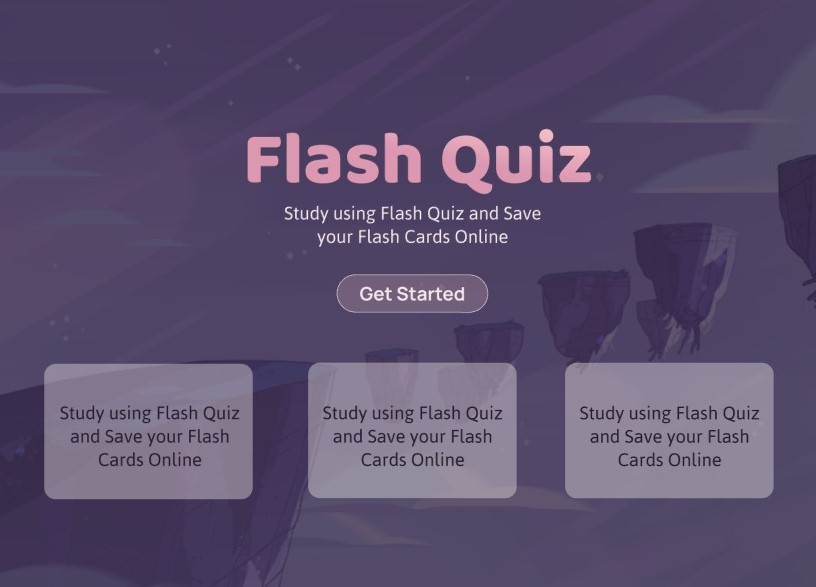 Flash Quiz
Study using Flash Quiz and Save
your Flash Cards Online
Get Started
Study using Flash Quiz
and Save your Flash
Cards Online
Study using Flash Quiz
and Save your Flash
Cards Online
Study using Flash Quiz
and Save your Flash
Cards Online